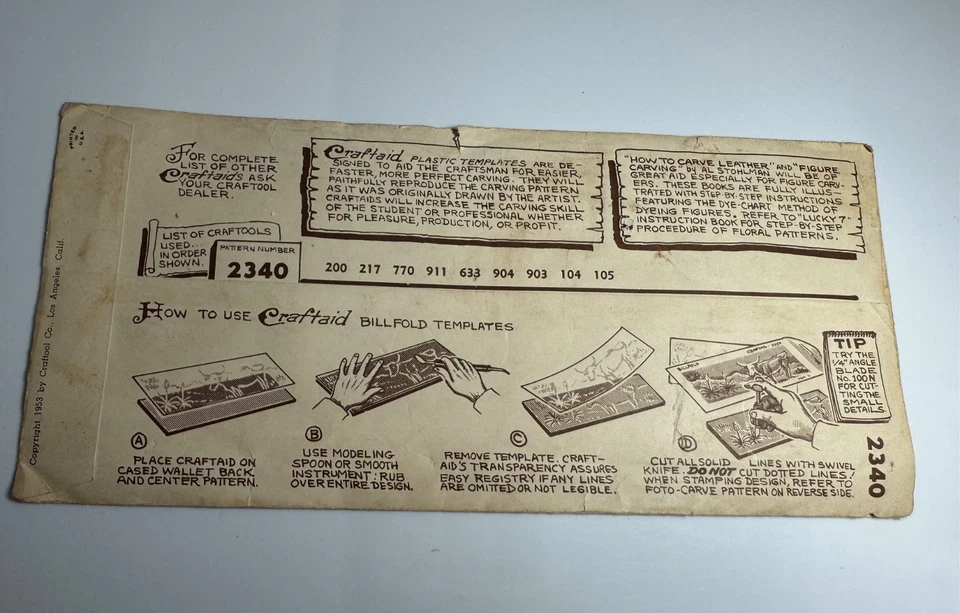 PRINTED
IN
U.S.A.
FOR COMPLETE
LIST OF OTHER
Craftaids ASK
YOUR CRAFTOOL
DEALER.
Craftaid PLASTIC TEMPLATES ARE DE-
SIGNED TO AID THE CRAFTSMAN FOR EASIER,
FASTER, MORE PERFECT CARVING. THEY WILL
FAITHFULLY REPRODUCE THE CARVING PATTERN
AS IT WAS ORIGINALLY DRAWN BY THE ARTIST.
CRAFTAIDS WILL INCREASE THE CARVING SKILL
OF THE STUDENT OR PROFESSIONAL WHETHER
FOR PLEASURE, PRODUCTION, OR PROFIT.
"HOW TO CARVE LEATHER" AND "FIGURE
CARVING" BY AL STOHLMAN WILL BE OF
GREAT AID ESPECIALLY FOR FIGURE CARV-
ERS. THESE BOOKS ARE FULLY ILLUS-
TRATED WITH STEP-BY-STEP INSTRUCTIONS
FEATURING THE DYE-CHART METHOD OF
DYEING FIGURES. REFER TO "LUCKY 7"
INSTRUCTION BOOK FOR STEP-BY-STEP
PROCEEDURE OF FLORAL PATTERNS.
LIST OF CRAFTOOLS
USED...
IN ORDER
SHOWN.
PATTERN NUMBER
2340
200 217 770 911 633 904 903 104 105
HOW TO USE Craftaid BILLFOLD TEMPLATES
TIP
TRY THE
1/4" ANGLE
BLADE
No. 100N
FOR CUT-
TING THE
SMALL
DETAILS.
A
PLACE CRAFTAID ON
CASED WALLET BACK
AND CENTER PATTERN.
B
USE MODELING
SPOON OR SMOOTH
INSTRUMENT: RUB
OVER ENTIRE DESIGN.
C
REMOVE TEMPLATE. CRAFT-
AID'S TRANSPARENCY ASSURES
EASY REGISTRY IF ANY LINES
ARE OMITED OR NOT LEGIBLE.
BILLFOLD
D
CUT ALL SOLID LINES WITH SWIVEL
KNIFE. DO NOT CUT DOTTED LINES!
WHEN STAMPING DESIGN, REFER TO
FOTO-CARVE PATTERN ON REVERSE SIDE.
2340
Copyright 1953 by Craftool Co., Los Angeles, Calif.